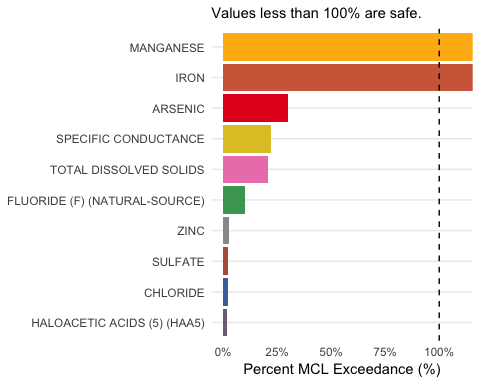 Values less than 100% are safe.
MANGANESE
IRON
ARSENIC
SPECIFIC CONDUCTANCE
TOTAL DISSOLVED SOLIDS
FLUORIDE (F) (NATURAL-SOURCE)
ZINC
SULFATE
CHLORIDE
HALOACETIC ACIDS (5) (HAA5)
0% 25% 50% 75% 100%
Percent MCL Exceedance (%)